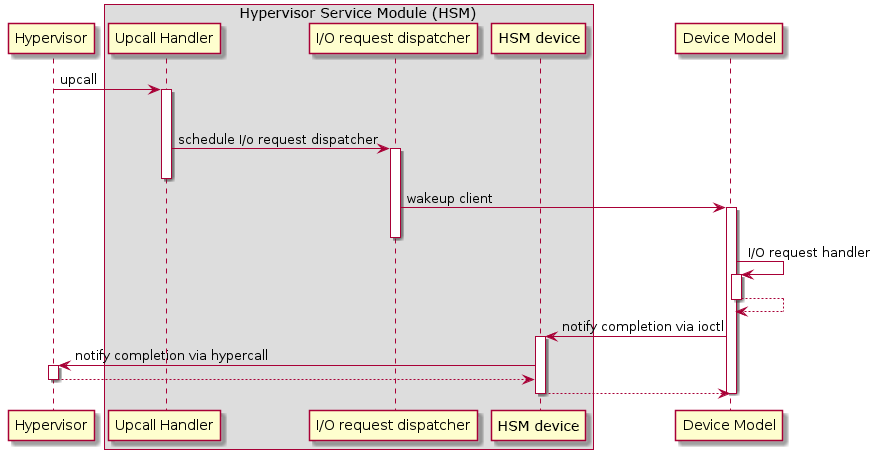 Hypervisor Service Module (HSM)
Hypervisor
Upcall Handler
I/O request dispatcher
HSM device
Device Model
upcall
schedule I/o request dispatcher
wakeup client
I/O request handler
notify completion via ioctl
notify completion via hypercall
Hypervisor
Upcall Handler
I/O request dispatcher
HSM device
Device Model